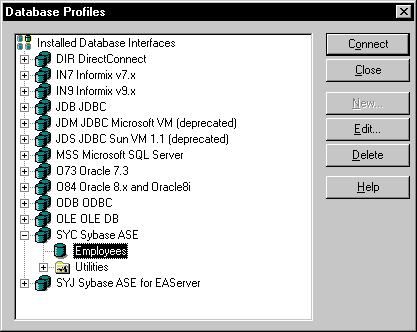 Database Profiles
Installed Database Interfaces
DIR DirectConnect
IN7 Informix v7.x
IN9 Informix v9.x
JDB JDBC
JDM JDBC Microsoft VM (deprecated)
JDS JDBC Sun VM 1.1 (deprecated)
MSS Microsoft SQL Server
O73 Oracle 7.3
O84 Oracle 8.x and Oracle8i
ODB ODBC
OLE OLE DB
SYC Sybase ASE
Employees
Utilities
SYJ Sybase ASE for EAServer
Connect
Close
New...
Edit...
Delete
Help